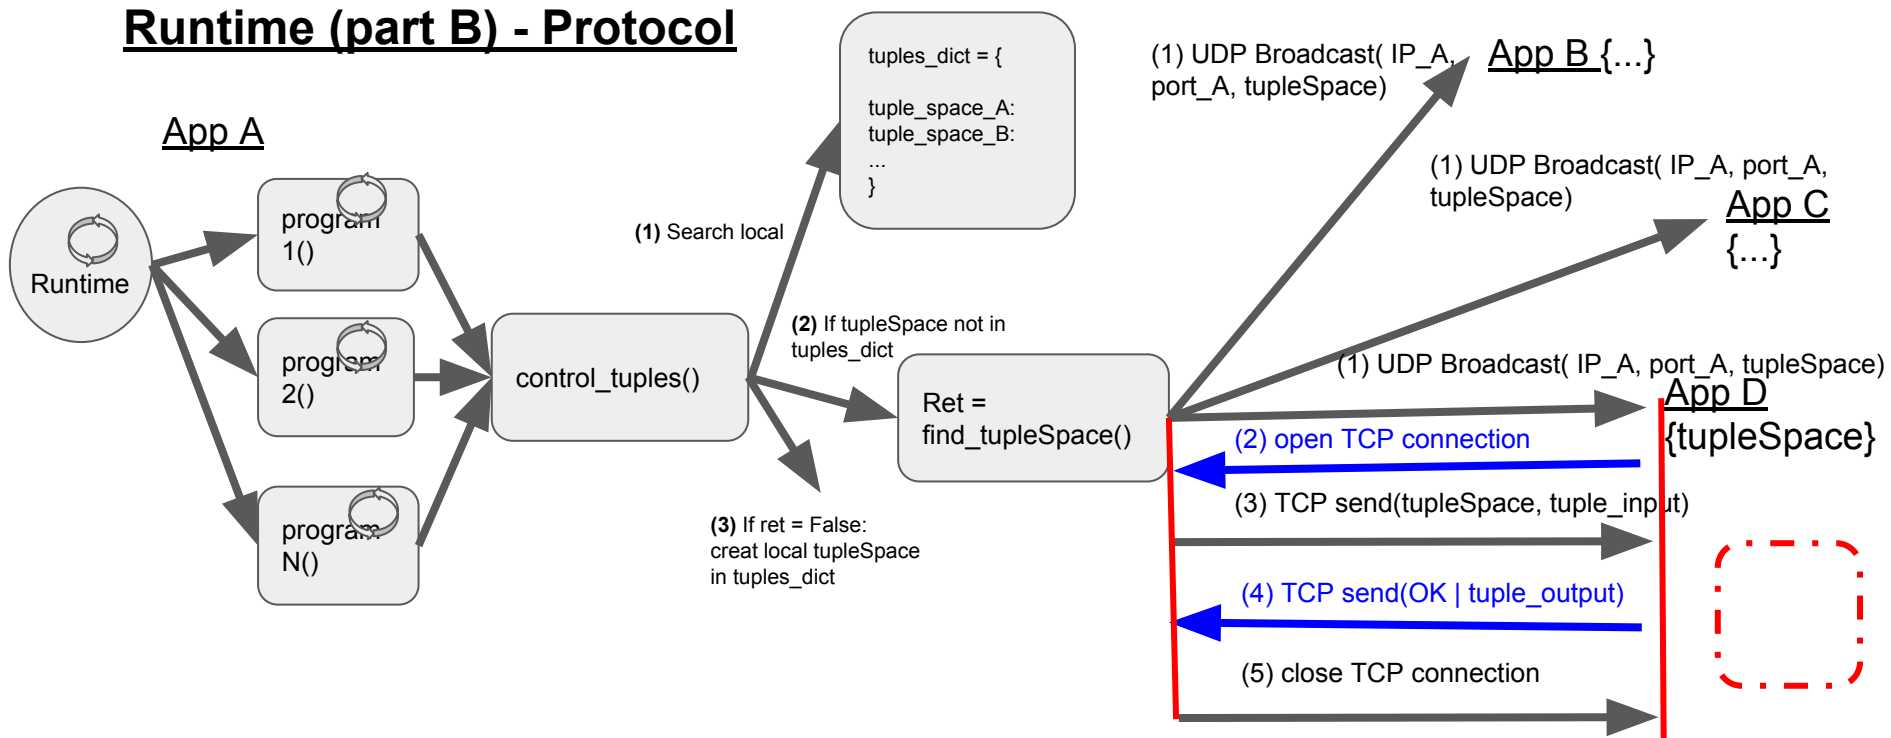 Runtime (part B) - Protocol
App A
Runtime
program
1()
program
2()
program
N()
control_tuples()
(1) Search local
tuples_dict = {
tuple_space_A:
tuple_space_B:
...
}
(2) If tupleSpace not in
tuples_dict
(3) If ret = False:
creat local tupleSpace
in tuples_dict
Ret =
find_tupleSpace()
(1) UDP Broadcast( IP_A,
port_A, tupleSpace)
App B {...}
(1) UDP Broadcast( IP_A, port_A,
tupleSpace)
App C
{...}
(1) UDP Broadcast( IP_A, port_A, tupleSpace)
App D
{tupleSpace}
(2) open TCP connection
(3) TCP send(tupleSpace, tuple_input)
(4) TCP send(OK | tuple_output)
(5) close TCP connection